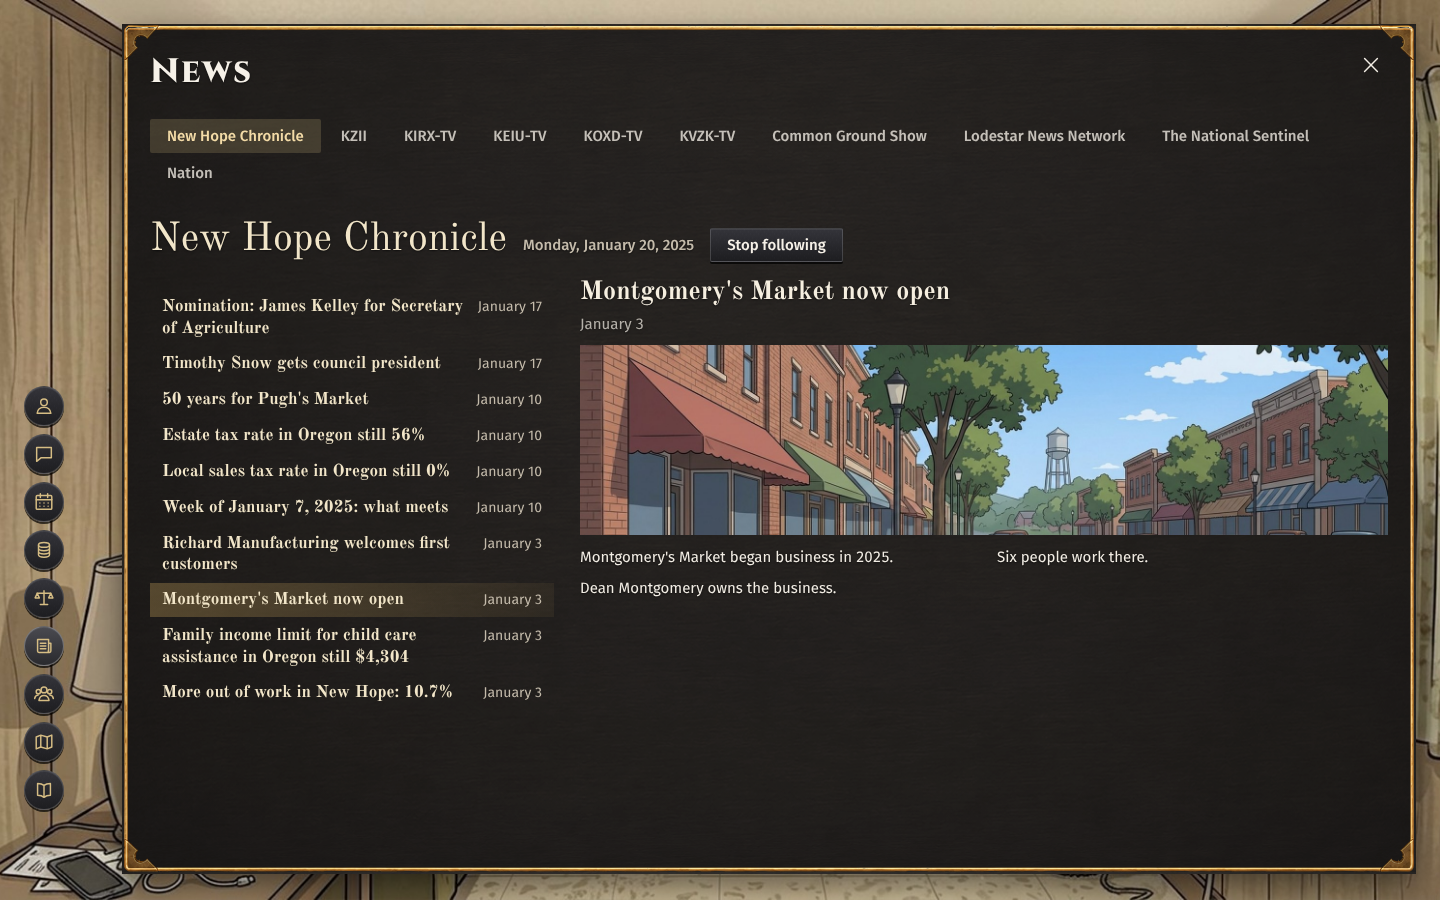 News
New Hope Chronicle
KZII
KIRX-TV
KEIU-TV
KOXD-TV
KVZK-TV
Common Ground Show
Lodestar News Network
The National Sentinel
Nation
New Hope Chronicle
Monday, January 20, 2025
Stop following
Nomination: James Kelley for Secretary
of Agriculture
January 17
Timothy Snow gets council president
January 17
50 years for Pugh's Market
January 10
Estate tax rate in Oregon still 56%
January 10
Local sales tax rate in Oregon still 0%
January 10
Week of January 7, 2025: what meets
January 10
Richard Manufacturing welcomes first
customers
January 3
Montgomery's Market now open
January 3
Family income limit for child care
assistance in Oregon still $4,304
January 3
More out of work in New Hope: 10.7%
January 3
Montgomery's Market now open
January 3
Montgomery's Market began business in 2025.
Dean Montgomery owns the business.
Six people work there.